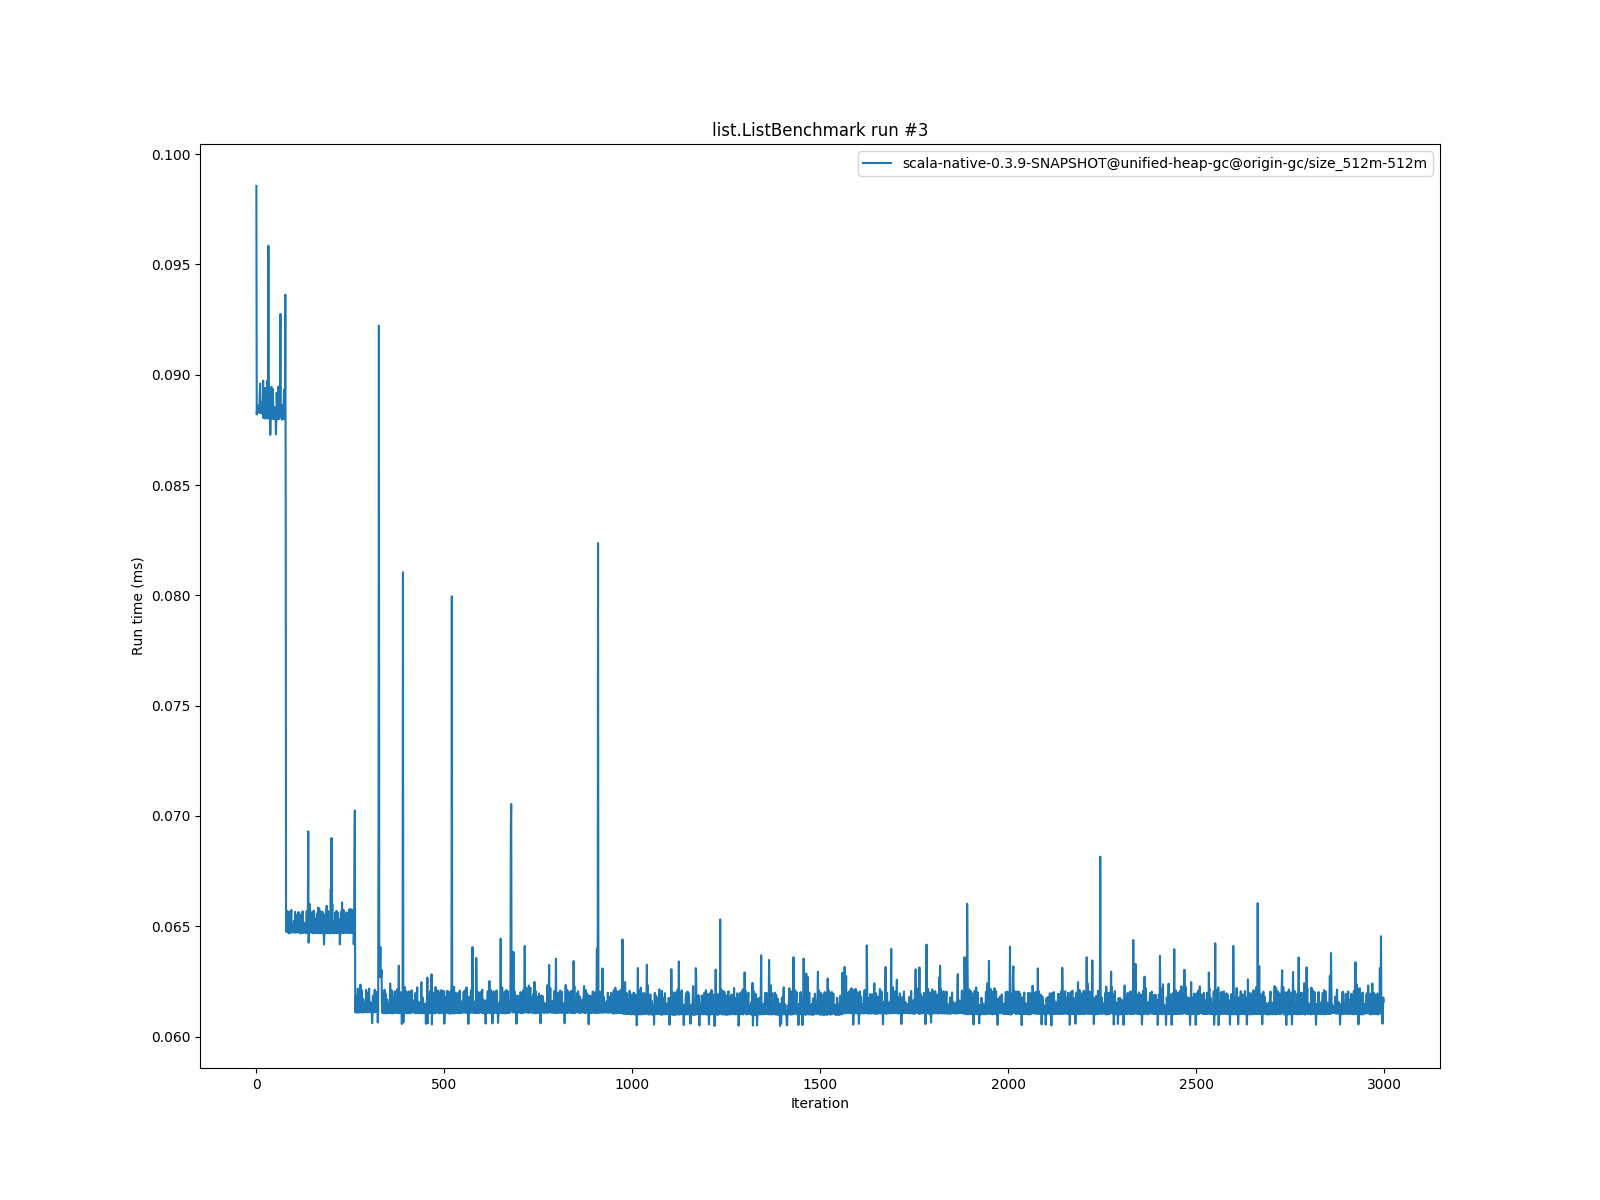 list.ListBenchmark run #3
scala-native-0.3.9-SNAPSHOT@unified-heap-gc@origin-gc/size_512m-512m
Run time (ms)
0.100
0.095
0.090
0.085
0.080
0.075
0.070
0.065
0.060
0 500 1000 1500 2000 2500 3000
Iteration